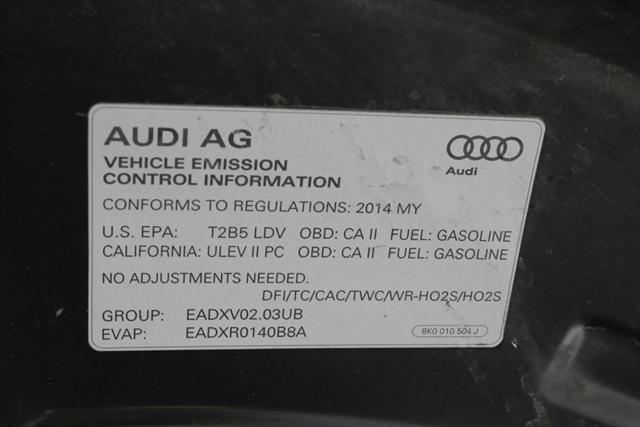 AUDI AG
Audi
VEHICLE EMISSION
CONTROL INFORMATION
CONFORMS TO REGULATIONS: 2014 MY
U.S. EPA: T2B5 LDV OBD: CA II FUEL: GASOLINE
CALIFORNIA: ULEV II PC OBD: CA II FUEL: GASOLINE
NO ADJUSTMENTS NEEDED.
DFI/TC/CAC/TWC/WR-HO2S/HO2S
GROUP: EADXV02.03UB
EVAP: EADXR0140B8A
8K0 010 504 J